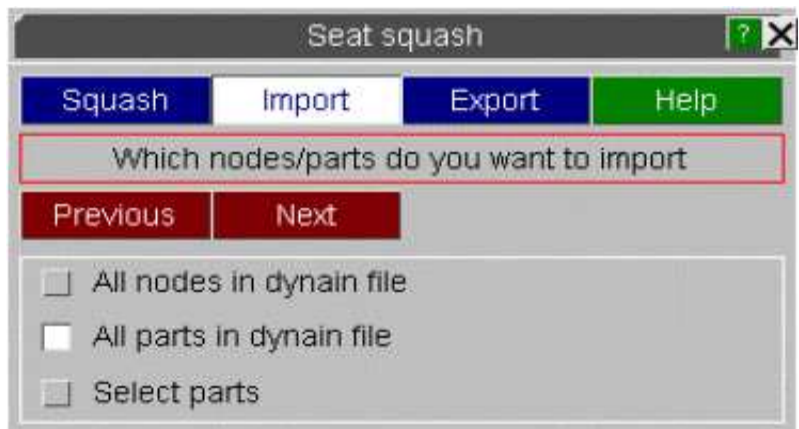 Seat squash ?
Squash Import Export Help
Which nodes/parts do you want to import
Previous Next
All nodes in dynain file
All parts in dynain file
Select parts